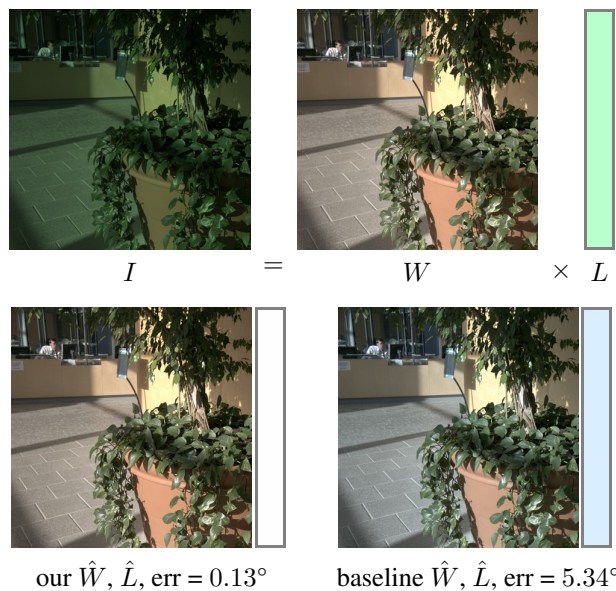 I = W × L
our Ŵ, L̂, err = 0.13° baseline Ŵ, L̂, err = 5.34°